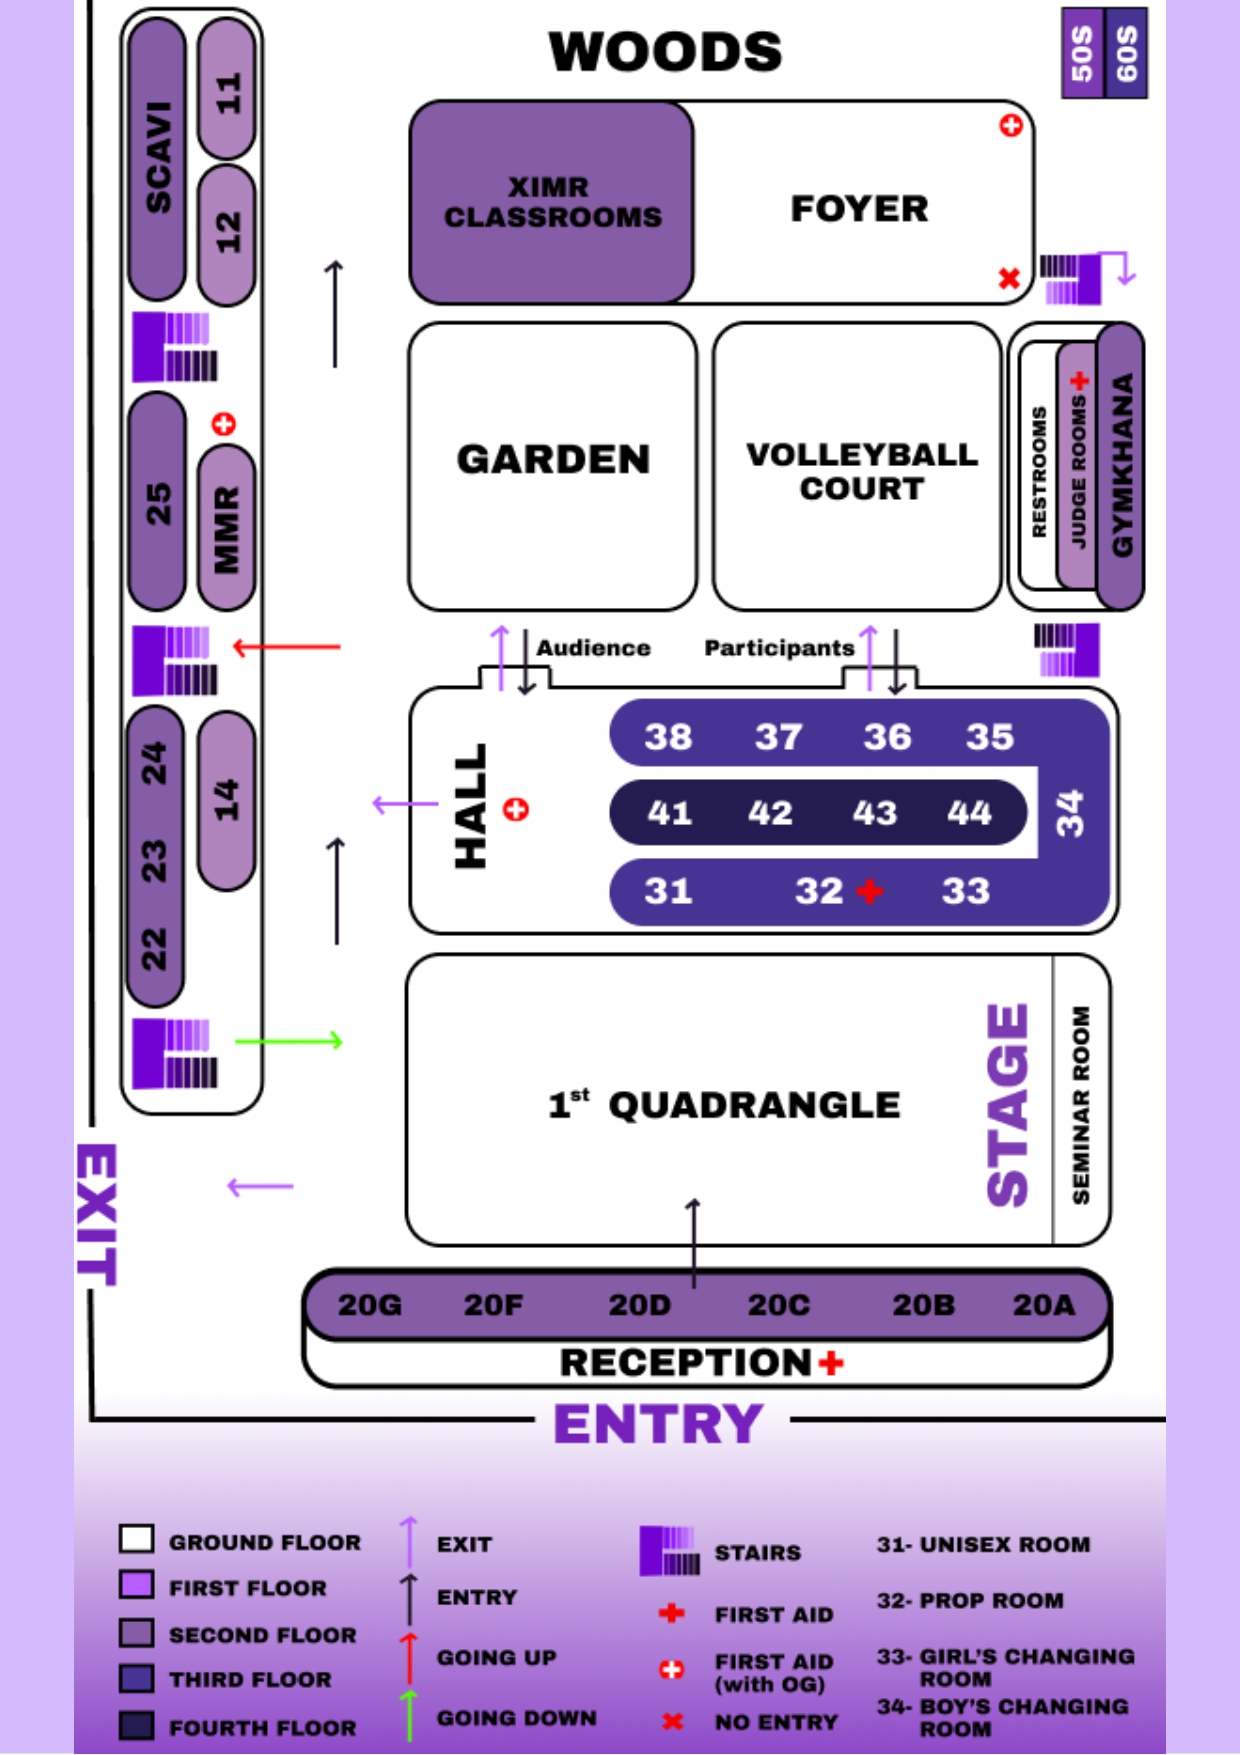 WOODS
50S
60S
SCAVI
11
12
XIMR
CLASSROOMS
FOYER
25
MMR
GARDEN
VOLLEYBALL
COURT
RESTROOMS
JUDGE ROOMS
GYMKHANA
Audience
Participants
24
23
22
14
HALL
38 37 36 35
41 42 43 44
34
31 32 33
1st QUADRANGLE
STAGE
SEMINAR ROOM
EXIT
20G 20F 20D 20C 20B 20A
RECEPTION
ENTRY
GROUND FLOOR
FIRST FLOOR
SECOND FLOOR
THIRD FLOOR
FOURTH FLOOR
EXIT
ENTRY
GOING UP
GOING DOWN
STAIRS
FIRST AID
FIRST AID
(with OG)
NO ENTRY
31- UNISEX ROOM
32- PROP ROOM
33- GIRL'S CHANGING
ROOM
34- BOY'S CHANGING
ROOM